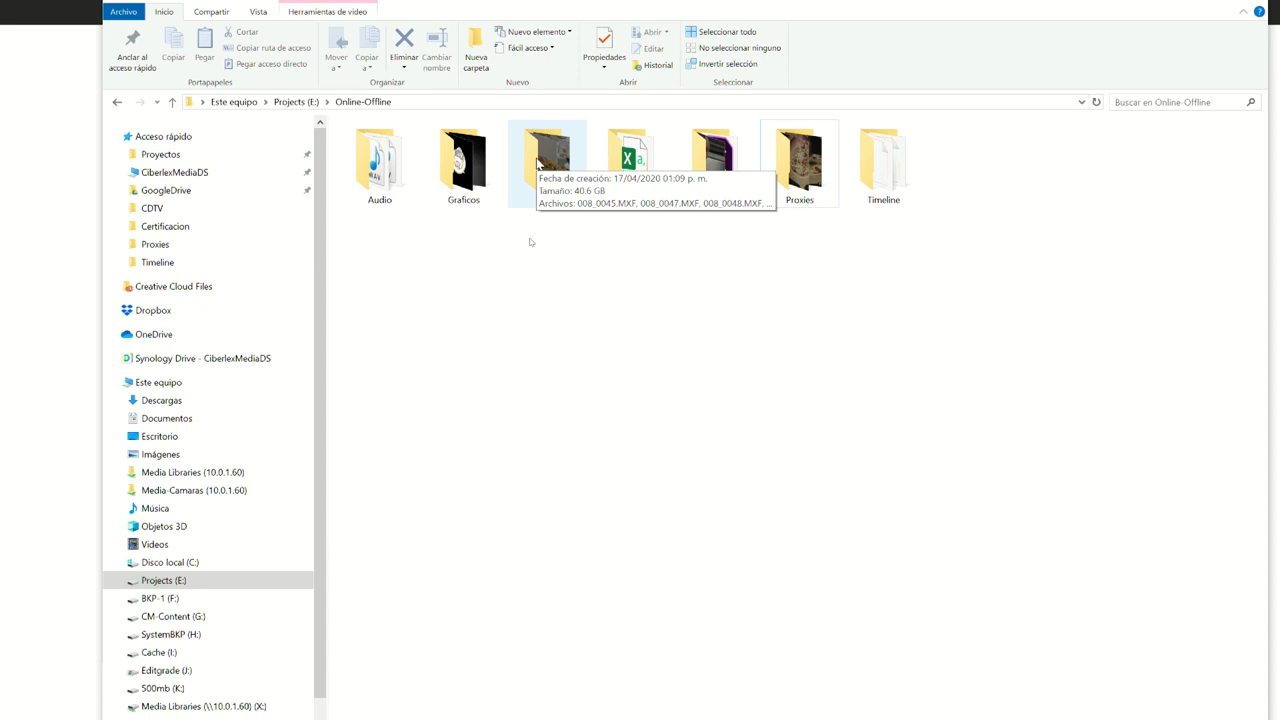 Archivo Inicio Compartir Vista Herramientas de vídeo
Anclar al acceso rápido
Copiar
Pegar
Cortar
Copiar ruta de acceso
Pegar acceso directo
Portapapeles
Mover a
Copiar a
Eliminar
Cambiar nombre
Organizar
Nueva carpeta
Nuevo elemento
Fácil acceso
Nuevo
Propiedades
Abrir
Editar
Historial
Abrir
Seleccionar todo
No seleccionar ninguno
Invertir selección
Seleccionar
Este equipo > Projects (E:) > Online-Offline
Buscar en Online-Offline
Acceso rápido
Proyectos
CiberlexMediaDS
GoogleDrive
CDTV
Certificacion
Proxies
Timeline
Creative Cloud Files
Dropbox
OneDrive
Synology Drive - CiberlexMediaDS
Este equipo
Descargas
Documentos
Escritorio
Imágenes
Media Libraries (10.0.1.60)
Media-Camaras (10.0.1.60)
Música
Objetos 3D
Videos
Disco local (C:)
Projects (E:)
BKP-1 (F:)
CM-Content (G:)
SystemBKP (H:)
Cache (I:)
Editgrade (J:)
500mb (K:)
Media Libraries (\\10.0.1.60) (X:)
WAV
X a,
Audio
Graficos
Fecha de creación: 17/04/2020 01:09 p. m.
Tamaño: 40.6 GB
Archivos: 008_0045.MXF, 008_0047.MXF, 008_0048.MXF, ...
Proxies
Timeline